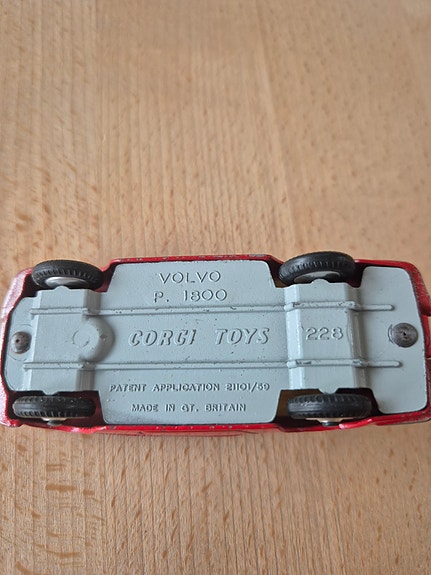 VOLVO
P. 1800
CORGI TOYS
228
PATENT APPLICATION 21101/59
MADE IN GT. BRITAIN